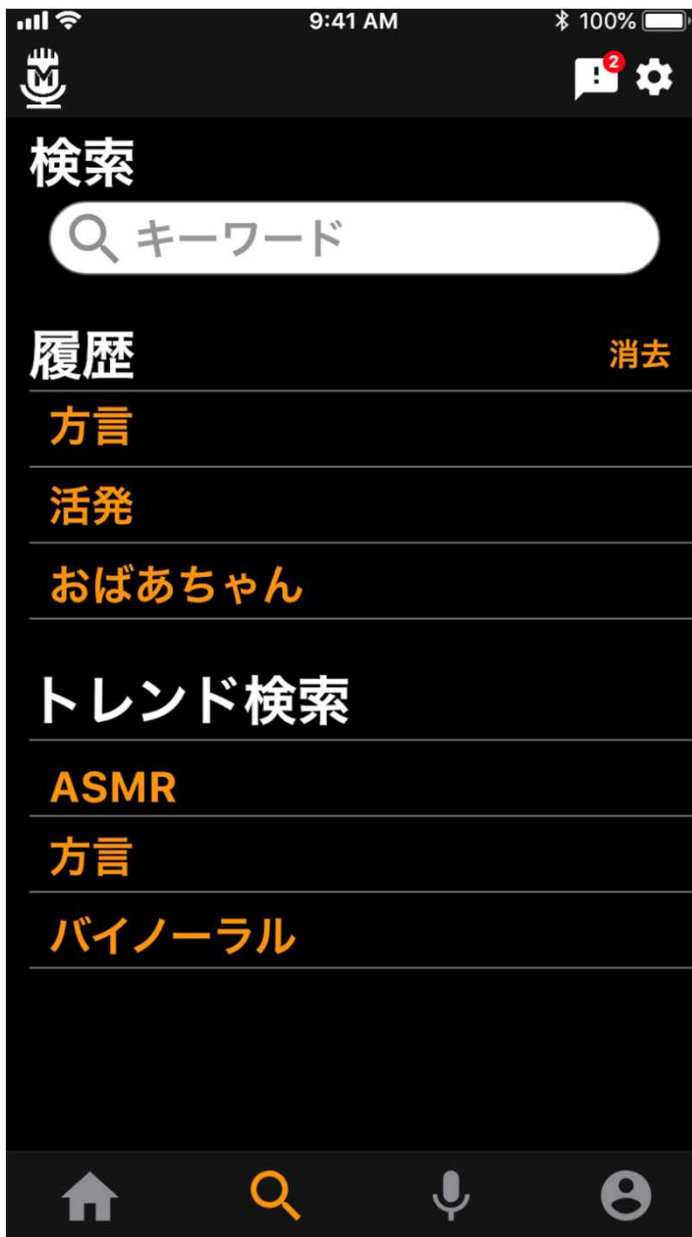 9:41 AM
100%
2
検索
キーワード
履歴
消去
方言
活発
おばあちゃん
トレンド検索
ASMR
方言
バイノーラル